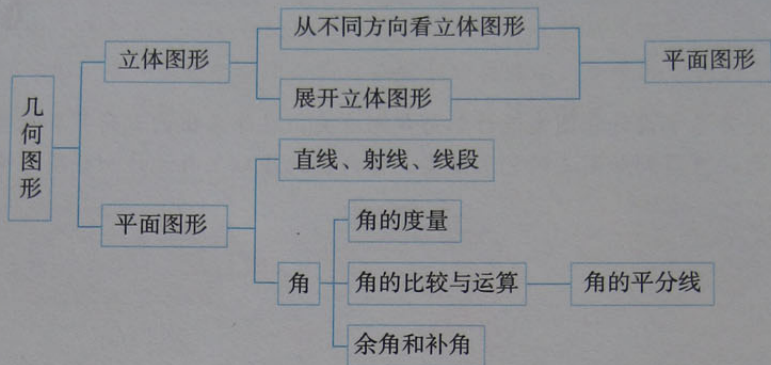 几何图形
立体图形
从不同方向看立体图形
展开立体图形
平面图形
平面图形
直线、射线、线段
角
角的度量
角的比较与运算
角的平分线
余角和补角